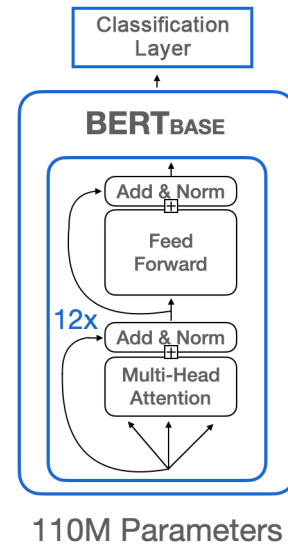 Classification
Layer
BERTBASE
Add & Norm
Feed
Forward
12x
Add & Norm
Multi-Head
Attention
110M Parameters